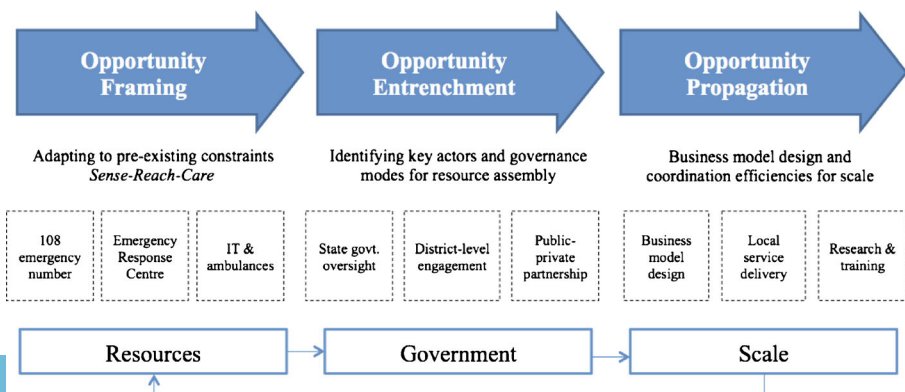 Opportunity
Framing
Opportunity
Entrenchment
Opportunity
Propagation
Adapting to pre-existing constraints
Sense-Reach-Care
Identifying key actors and governance
modes for resource assembly
Business model design and
coordination efficiencies for scale
108
emergency
number
Emergency
Response
Centre
IT &
ambulances
State govt.
oversight
District-level
engagement
Public-
private
partnership
Business
model
design
Local
service
delivery
Research &
training
Resources
Government
Scale